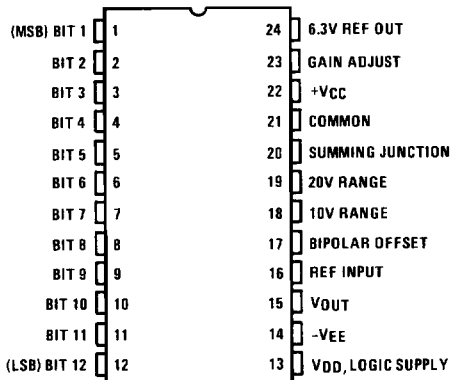 (MSB) BIT 1 1 24 6.3V REF OUT
BIT 2 2 23 GAIN ADJUST
BIT 3 3 22 +VCC
BIT 4 4 21 COMMON
BIT 5 5 20 SUMMING JUNCTION
BIT 6 6 19 20V RANGE
BIT 7 7 18 10V RANGE
BIT 8 8 17 BIPOLAR OFFSET
BIT 9 9 16 REF INPUT
BIT 10 10 15 VOUT
BIT 11 11 14 -VEE
(LSB) BIT 12 12 13 VDD, LOGIC SUPPLY